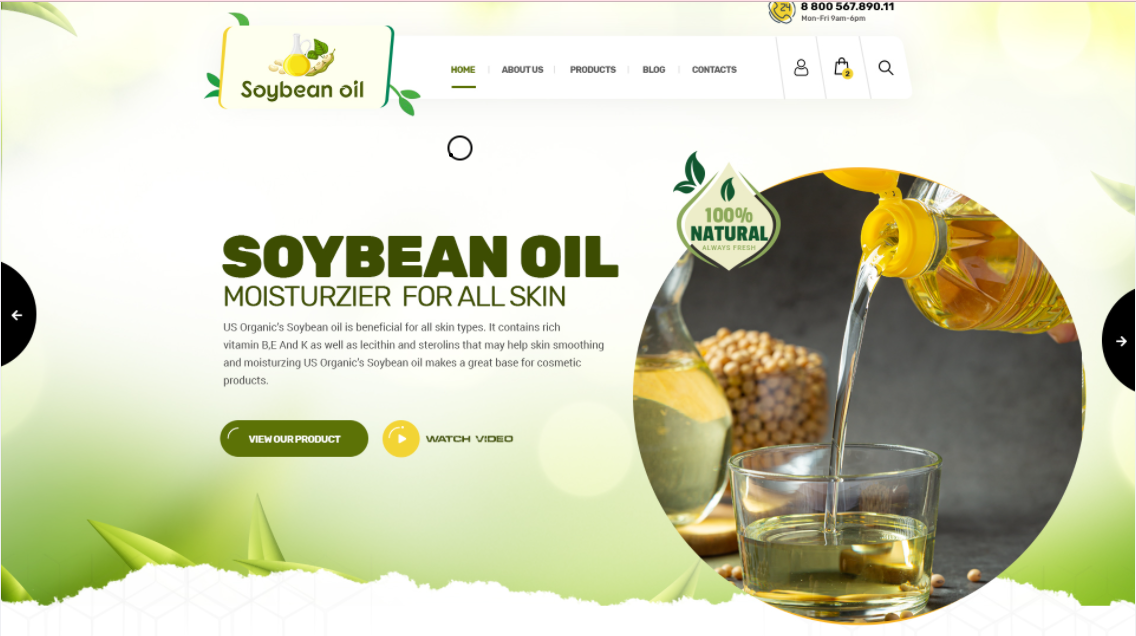 8 800 567.890.11
24
Mon-Fri 9am-6pm
Soybean oil
HOME
ABOUT US
PRODUCTS
BLOG
CONTACTS
2
100%
NATURAL
ALWAYS FRESH
SOYBEAN OIL
MOISTURZIER FOR ALL SKIN
US Organic's Soybean oil is beneficial for all skin types. It contains rich
vitamin B,E And K as well as lecithin and sterolins that may help skin smoothing
and moisturzing US Organic's Soybean oil makes a great base for cosmetic
products.
VIEW OUR PRODUCT
WATCH VIDEO